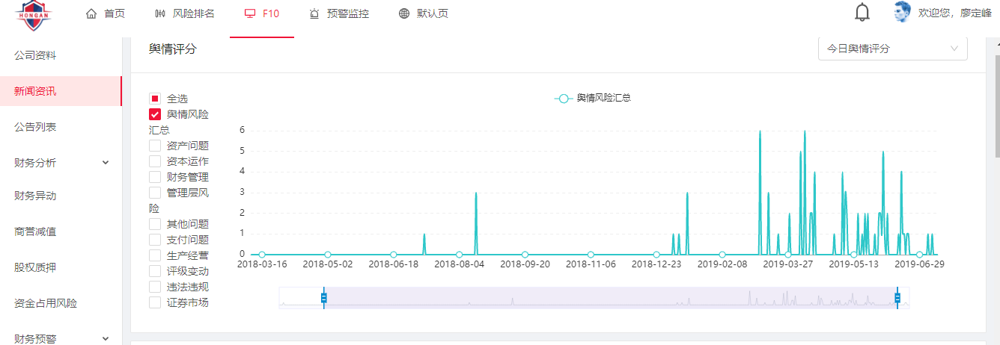 HONGAN
首页
风险排名
F10
预警监控
默认页
欢迎您，廖定峰
公司资料
新闻资讯
公告列表
财务分析
财务异动
商誉减值
股权质押
资金占用风险
财务预警
舆情评分
今日舆情评分
全选
舆情风险
汇总
资产问题
资本运作
财务管理
管理层风
险
其他问题
支付问题
生产经营
评级变动
违法违规
证券市场
舆情风险汇总
6
5
4
3
2
1
0
2018-03-16 2018-05-02 2018-06-18 2018-08-04 2018-09-20 2018-11-06 2018-12-23 2019-02-08 2019-03-27 2019-05-13 2019-06-29